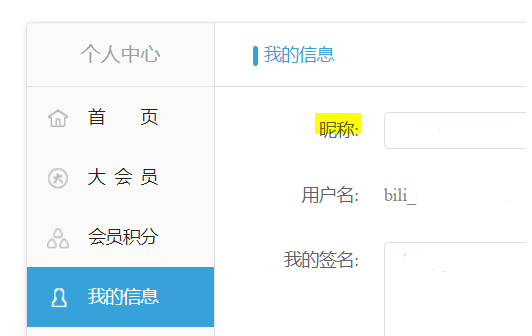 个人中心
我的信息
首 页
昵称:
大 会 员
用户名: bili_
会员积分
我的签名:
我的信息